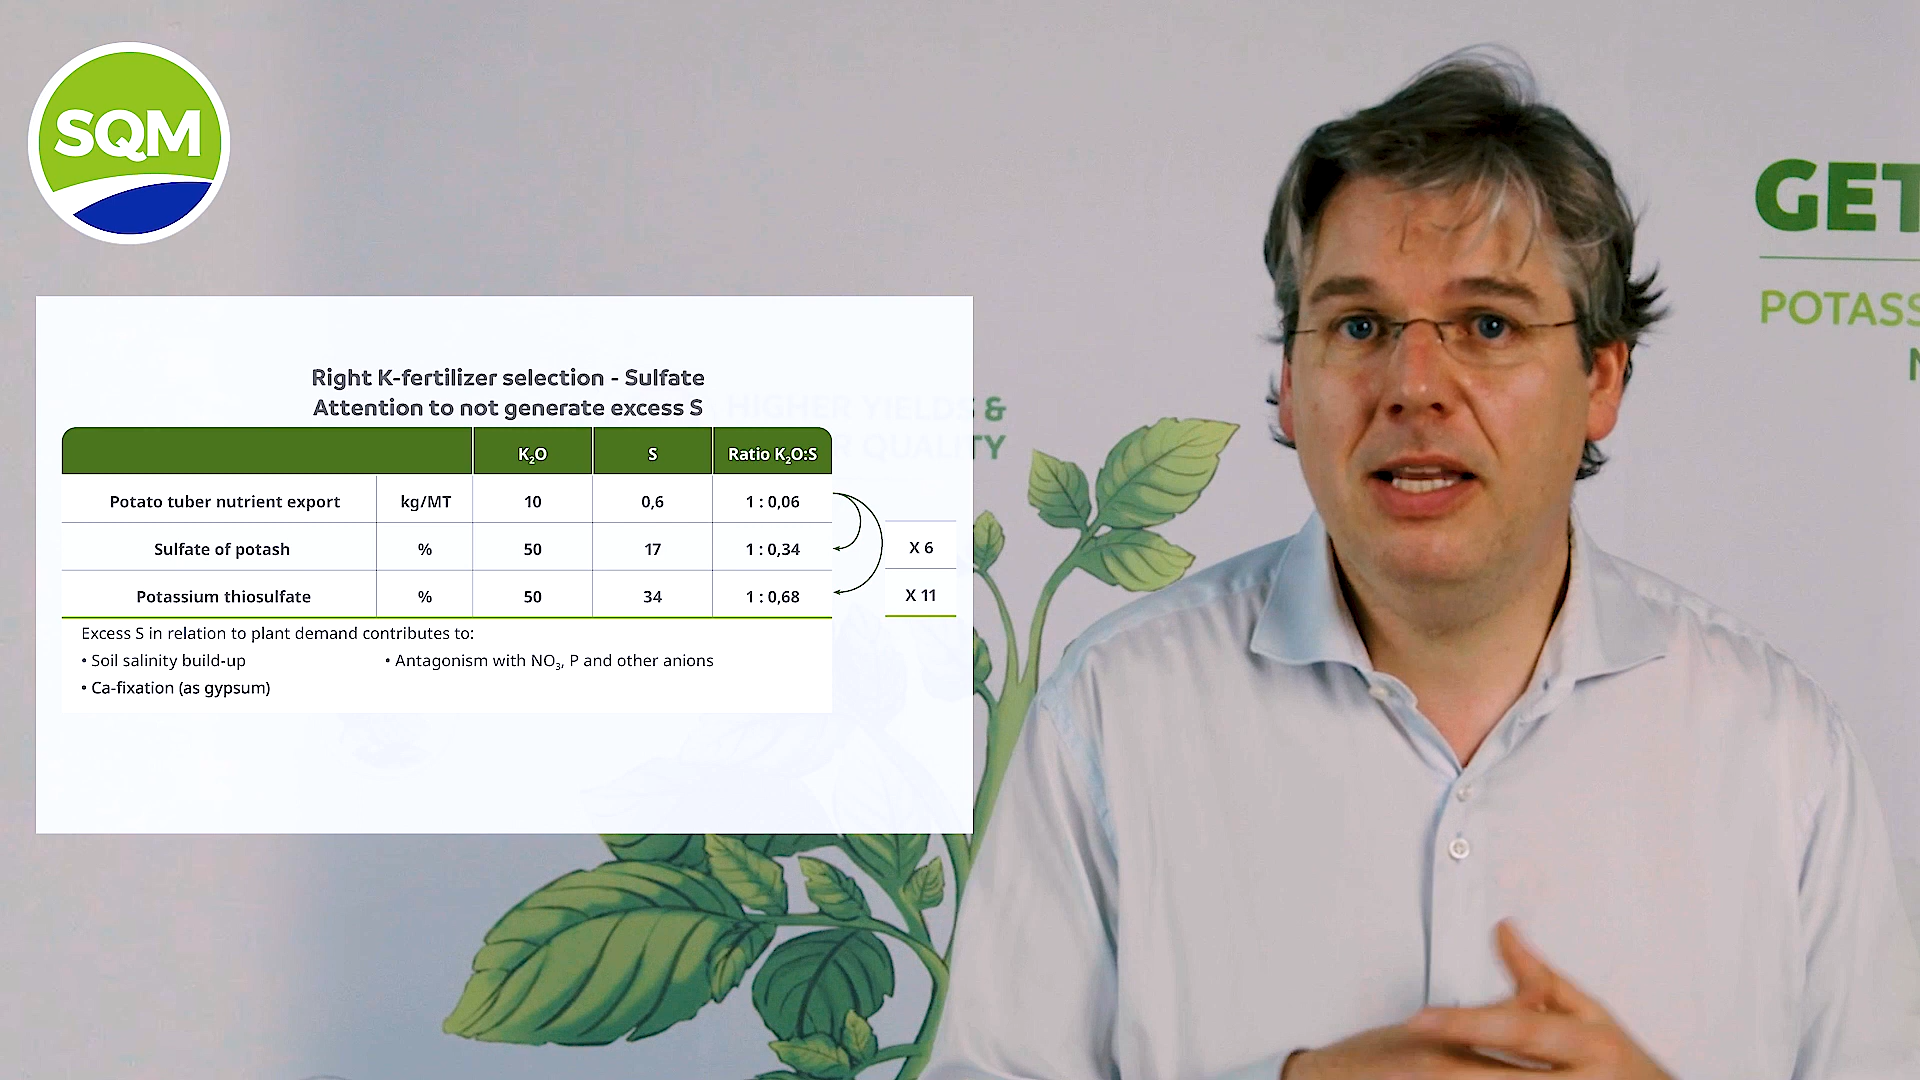 SQM
GET
POTASS
N
, HIGHER YIELDS &
R QUALITY
Right K-fertilizer selection - Sulfate
Attention to not generate excess S
K₂O S Ratio K₂O:S
Potato tuber nutrient export kg/MT 10 0,6 1 : 0,06
Sulfate of potash % 50 17 1 : 0,34 X 6
Potassium thiosulfate % 50 34 1 : 0,68 X 11
Excess S in relation to plant demand contributes to:
• Soil salinity build-up • Antagonism with NO₃, P and other anions
• Ca-fixation (as gypsum)